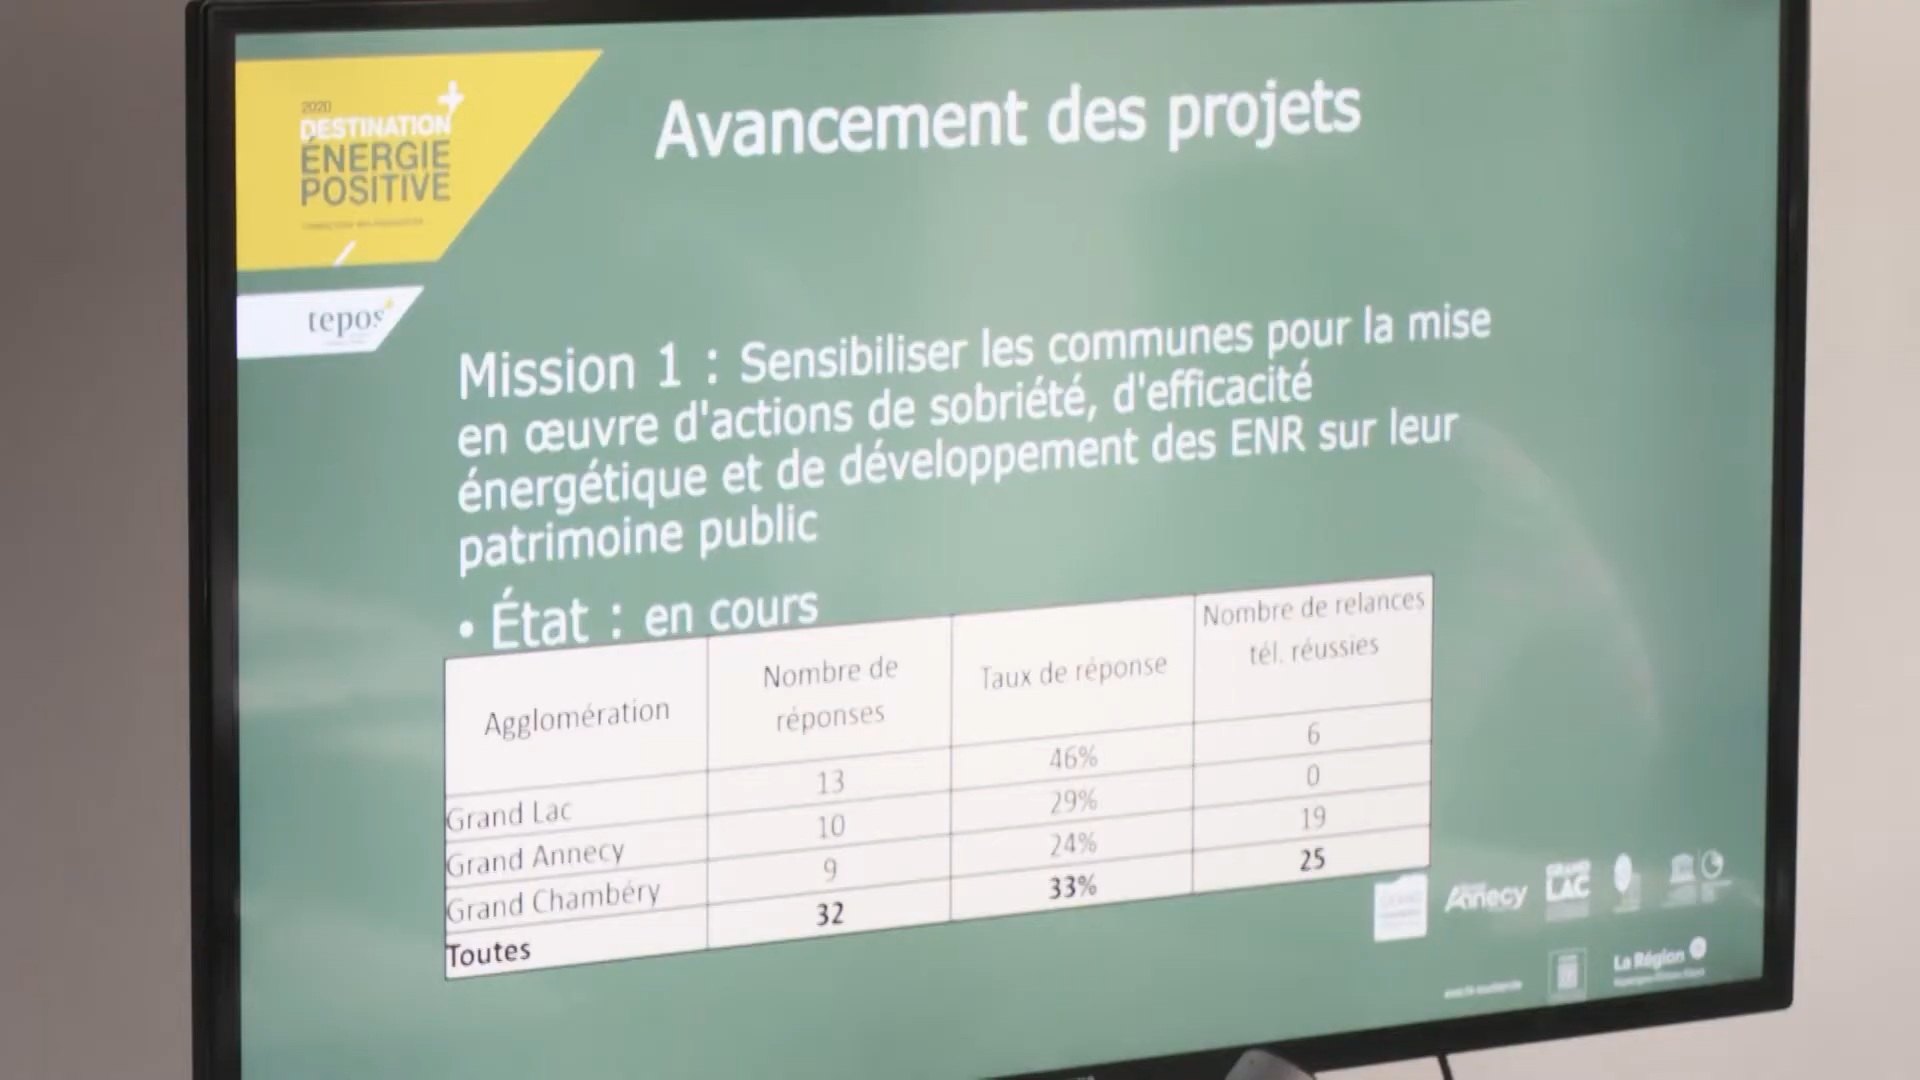 2020
DESTINATION
ÉNERGIE
POSITIVE
tepos
Avancement des projets
Mission 1 : Sensibiliser les communes pour la mise
en œuvre d'actions de sobriété, d'efficacité
énergétique et de développement des ENR sur leur
patrimoine public
• État : en cours
Agglomération Nombre de réponses Taux de réponse Nombre de relances tél. réussies
Grand Lac 13 46% 6
Grand Annecy 10 29% 0
Grand Chambéry 9 24% 19
Toutes 32 33% 25
Annecy
GRAND
LAC
La Région